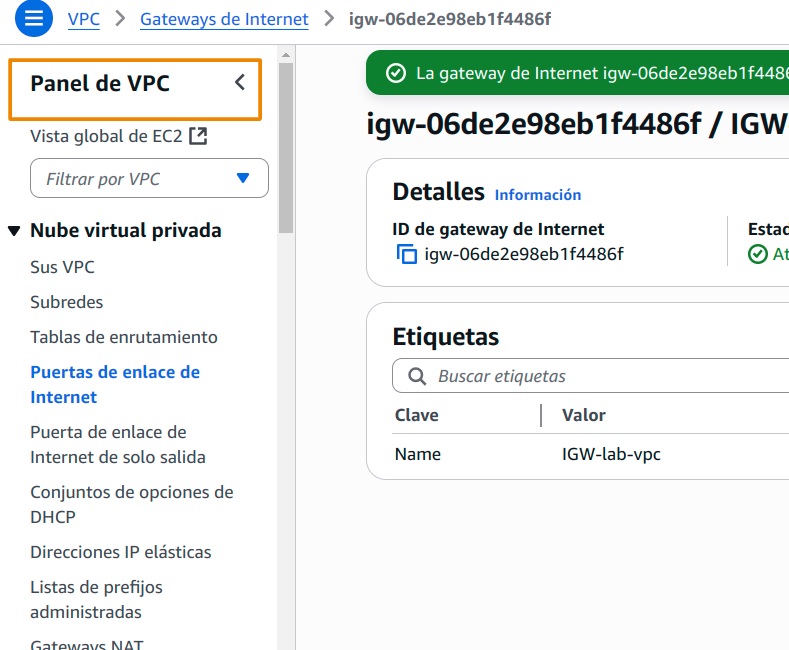 VPC > Gateways de Internet > igw-06de2e98eb1f4486f
Panel de VPC
Vista global de EC2
Filtrar por VPC
Nube virtual privada
Sus VPC
Subredes
Tablas de enrutamiento
Puertas de enlace de
Internet
Puerta de enlace de
Internet de solo salida
Conjuntos de opciones de
DHCP
Direcciones IP elásticas
Listas de prefijos
administradas
Gateways NAT
La gateway de Internet igw-06de2e98eb1f4486
igw-06de2e98eb1f4486f / IGW
Detalles Información
ID de gateway de Internet
igw-06de2e98eb1f4486f
Estad
At
Etiquetas
Buscar etiquetas
Clave Valor
Name IGW-lab-vpc